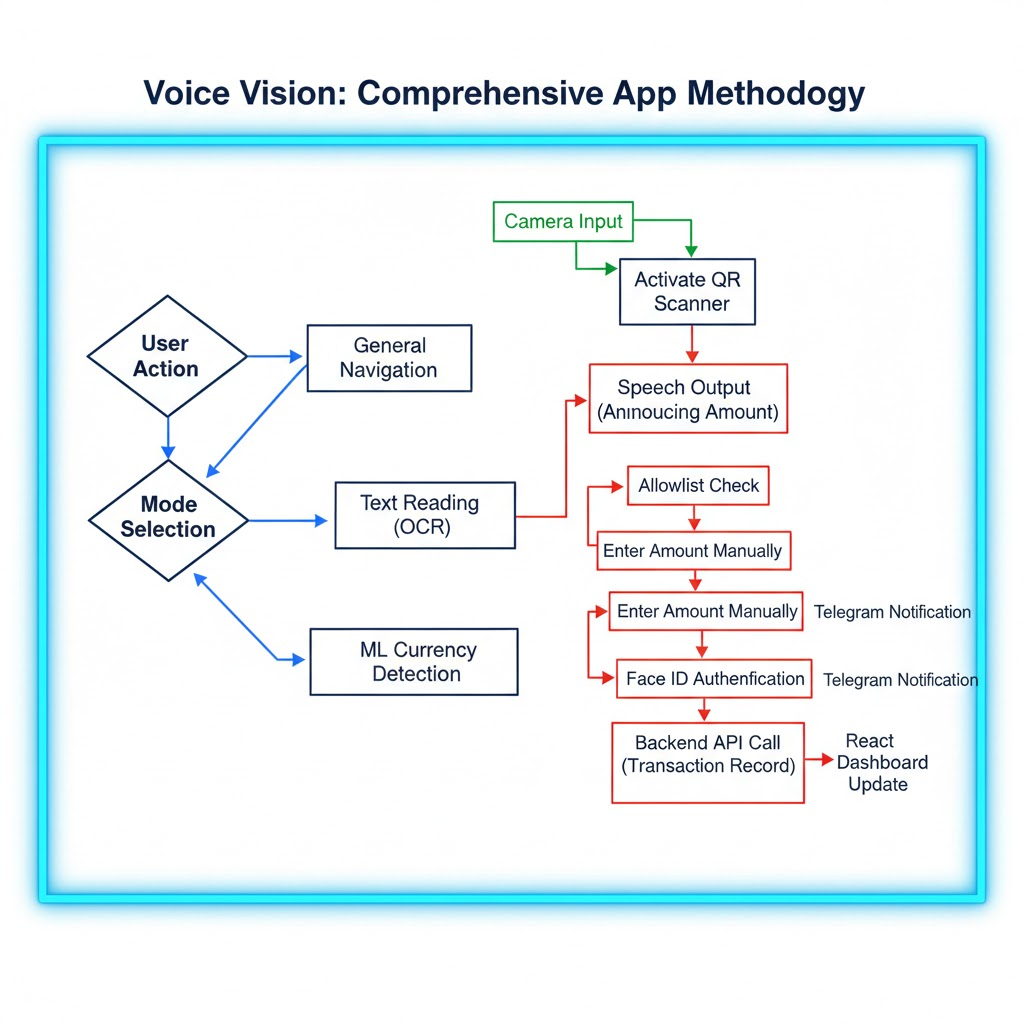 Voice Vision: Comprehensive App Methodogy
Camera Input
Activate QR
Scanner
User
Action
General
Navigation
Speech Output
(Announcing Amount)
Mode
Selection
Text Reading
(OCR)
Allowlist Check
Enter Amount Manually
Enter Amount Manually
Telegram Notification
ML Currency
Detection
Face ID Authenfication
Telegram Notification
Backend API Call
(Transaction Record)
React
Dashboard
Update